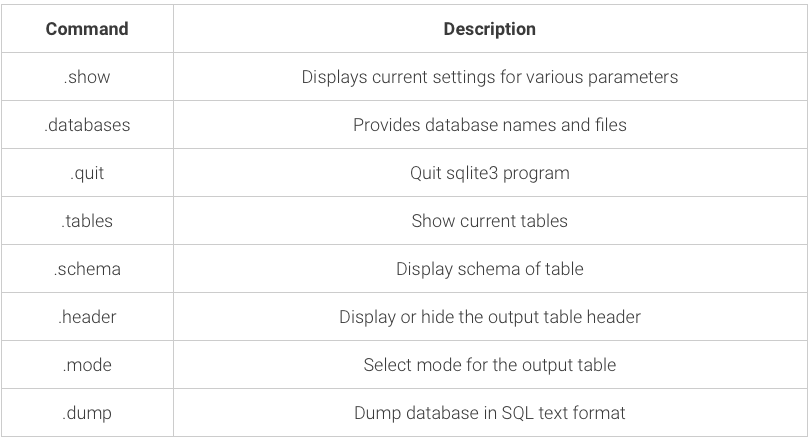 Command Description
.show Displays current settings for various parameters
.databases Provides database names and files
.quit Quit sqlite3 program
.tables Show current tables
.schema Display schema of table
.header Display or hide the output table header
.mode Select mode for the output table
.dump Dump database in SQL text format